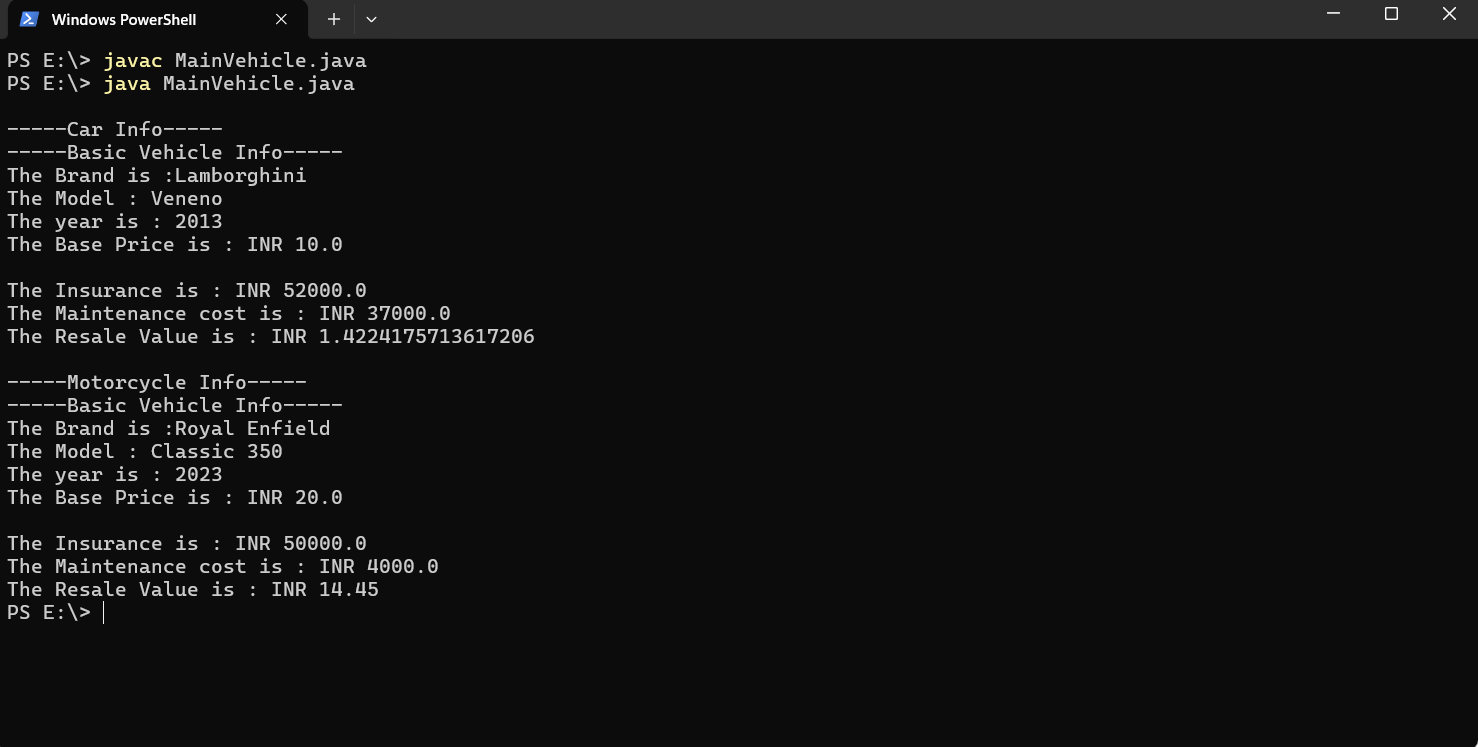 Windows PowerShell
PS E:\> javac MainVehicle.java
PS E:\> java MainVehicle.java
-----Car Info-----
-----Basic Vehicle Info-----
The Brand is :Lamborghini
The Model : Veneno
The year is : 2013
The Base Price is : INR 10.0
The Insurance is : INR 52000.0
The Maintenance cost is : INR 37000.0
The Resale Value is : INR 1.4224175713617206
-----Motorcycle Info-----
-----Basic Vehicle Info-----
The Brand is :Royal Enfield
The Model : Classic 350
The year is : 2023
The Base Price is : INR 20.0
The Insurance is : INR 50000.0
The Maintenance cost is : INR 4000.0
The Resale Value is : INR 14.45
PS E:\>